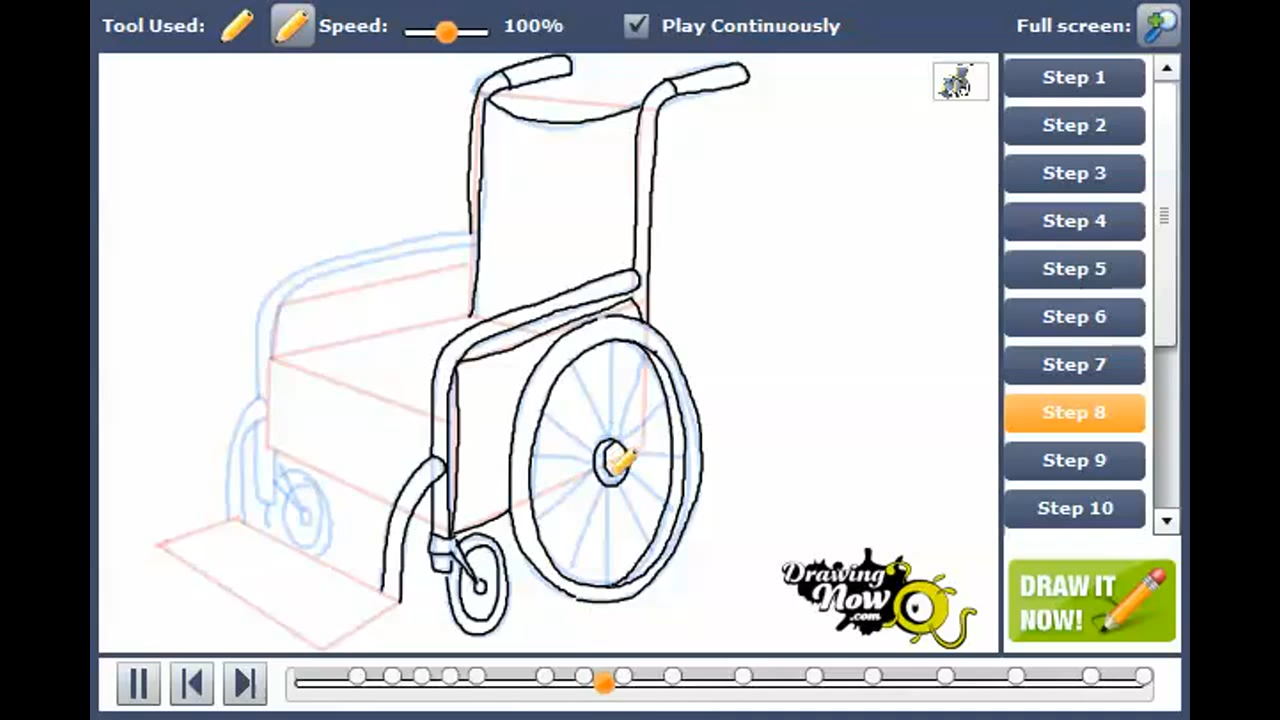 Tool Used:
Speed:
100%
Play Continuously
Full screen:
Step 1
Step 2
Step 3
Step 4
Step 5
Step 6
Step 7
Step 8
Step 9
Step 10
Drawing
Now
.com
DRAW IT
NOW!